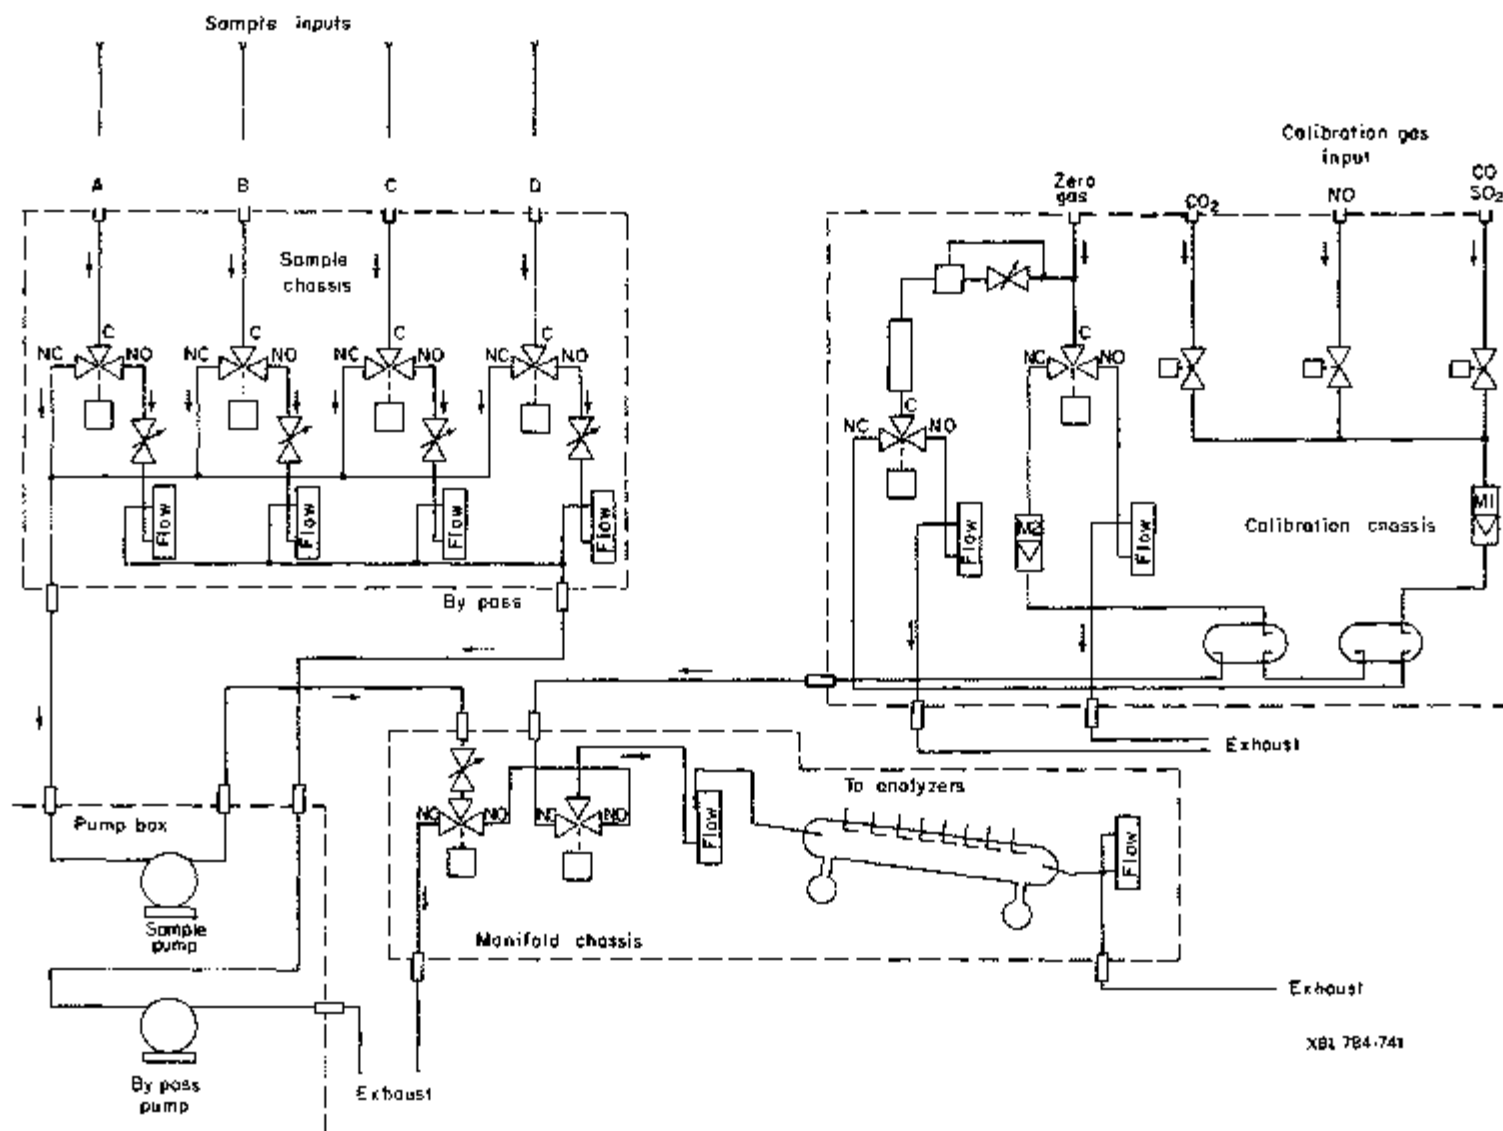 Sample inputs
A B C D
Sample
chassis
C C C C
NC NO NC NO NC NO NC NO
Flow Flow Flow Flow
By pass
Calibration gas
input
Zero
gas
CO2
NO
CO
SO2
C
NC NO
C
NC NO
Flow
M2
Flow
Calibration chassis
M1
Exhaust
Pump box
Sample
pump
By pass
pump
Exhaust
NC NO
NC NO
Flow
To analyzers
Flow
Manifold chassis
Exhaust
XBL 784-741